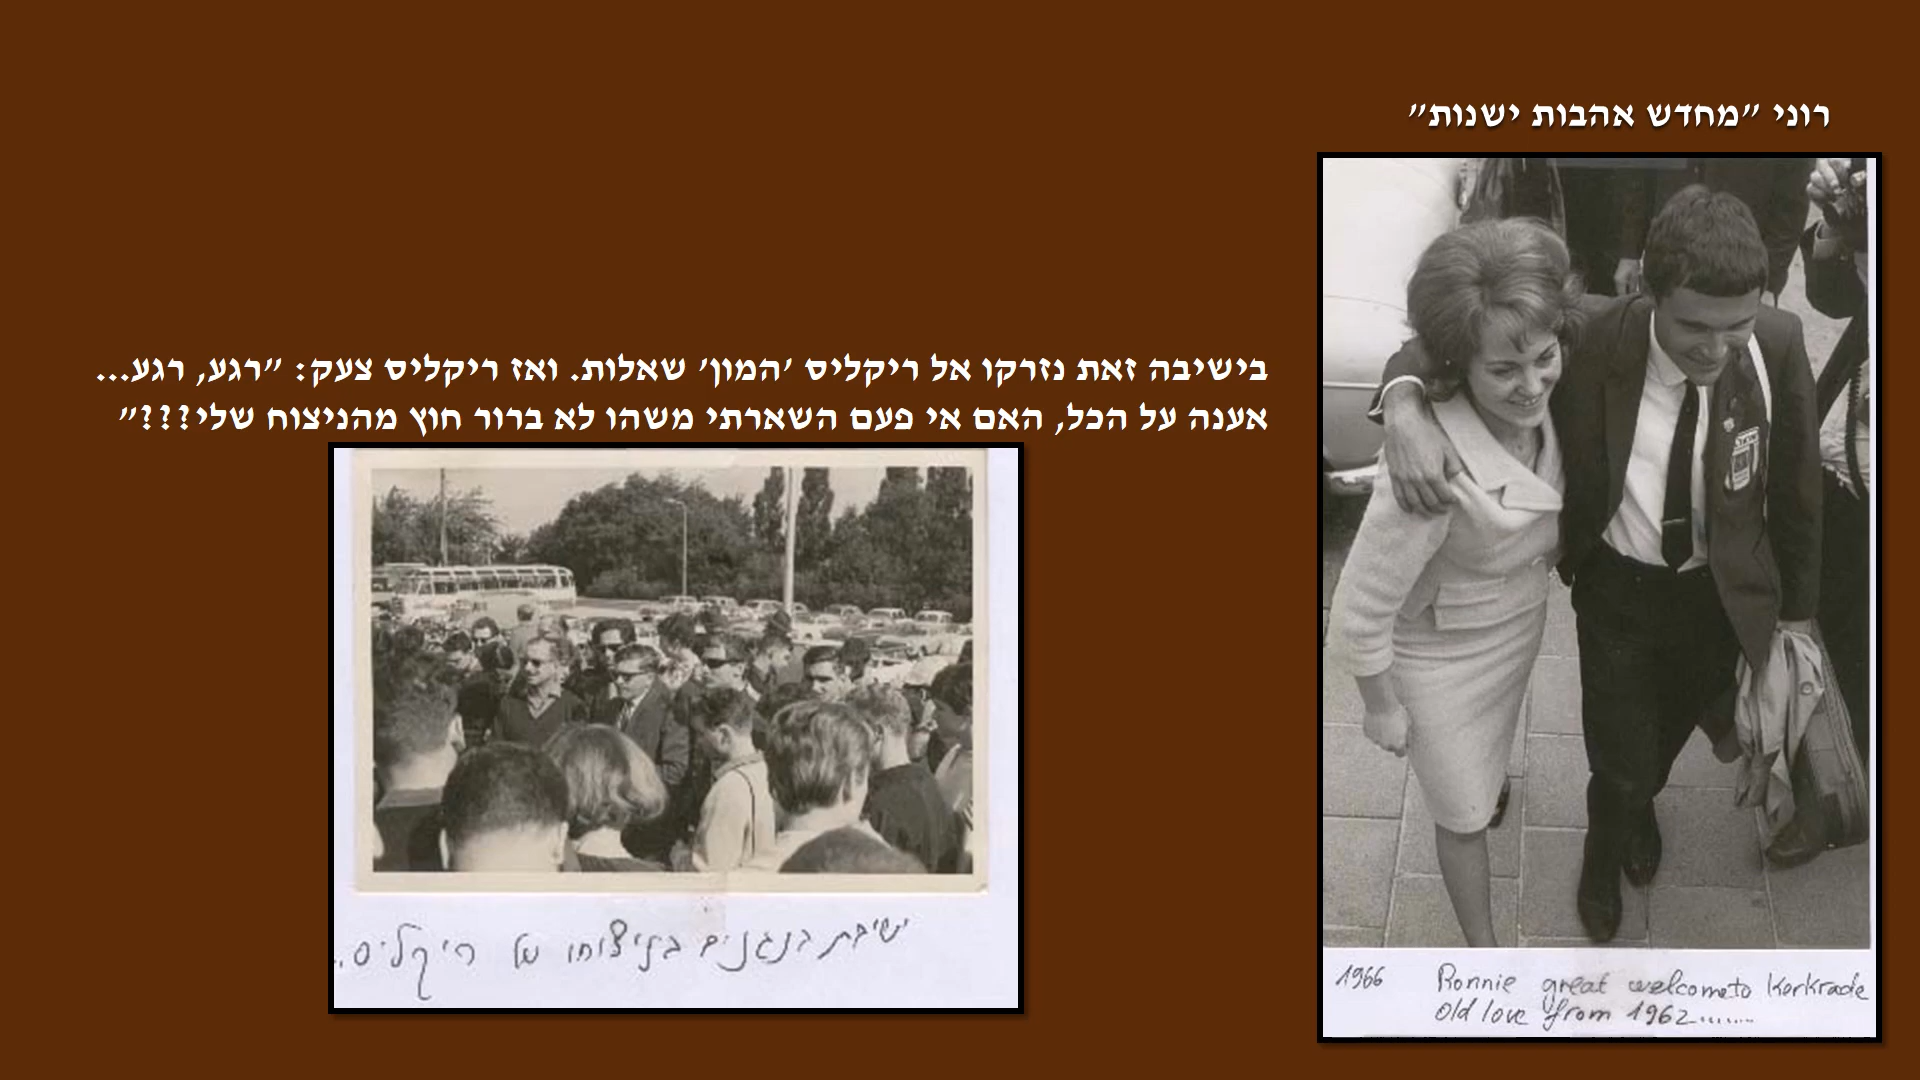 רוני "מחדש אהבות ישנות"
בישיבה זאת נזרקו אל ריקליס 'המון' שאלות. ואז ריקליס צעק: "רגע, רגע...
אענה על הכל, האם אי פעם השארתי משהו לא ברור חוץ מהניצוח שלי???"
ישיבת הנגנים בניצוחו של ריקליס..
1966 Ronnie great welcome to Kerkrade
Old love from 1962.......